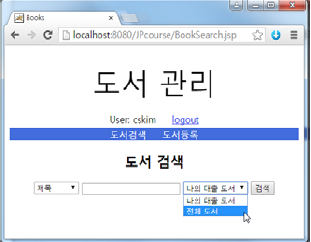 Books
localhost:8080/JPcourse/BookSearch.jsp
도서 관리
User: cskim logout
도서검색 도서등록
도서 검색
제목 나의 대출 도서 검색
나의 대출 도서
전체 도서